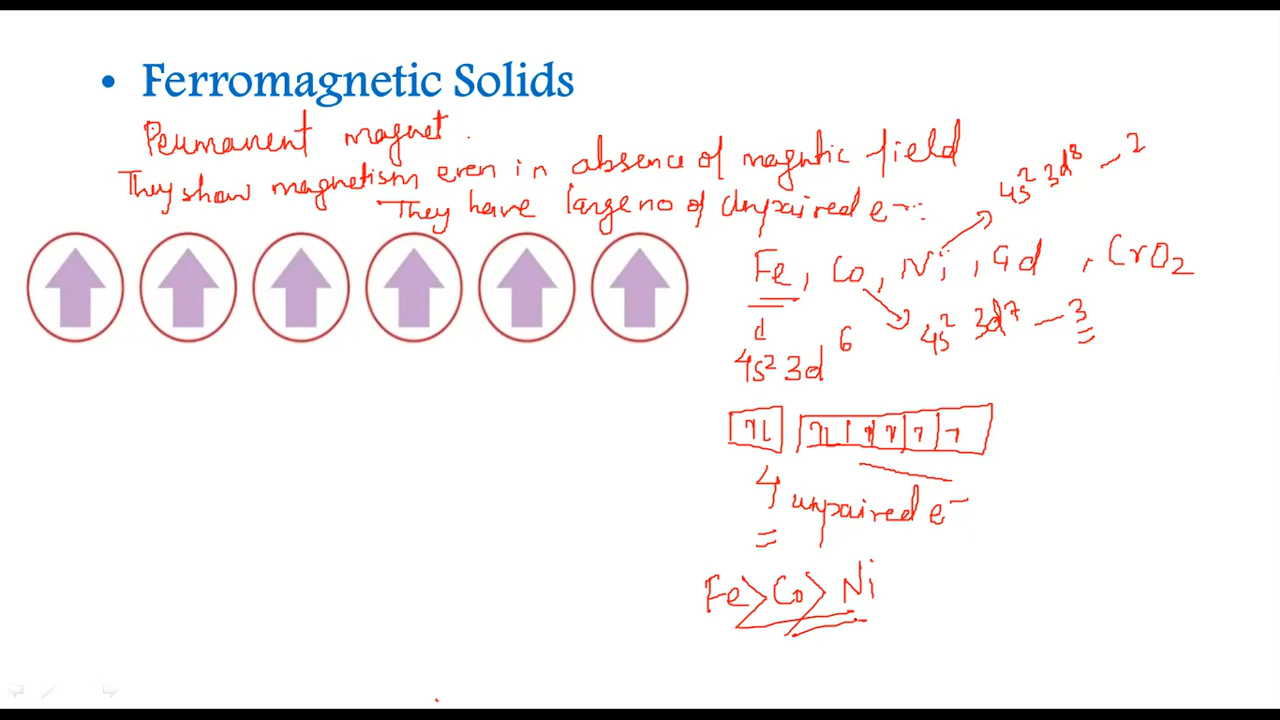 • Ferromagnetic Solids
Permanent magnet.
They show magnetism even in absence of magnetic field
They have large no of unpaired e-
4s² 3d⁸ – 2
Fe, Co, Ni, Gd, CrO₂
4s² 3d⁷ – 3
4s² 3d⁶
4 unpaired e⁻
Fe>Co>Ni